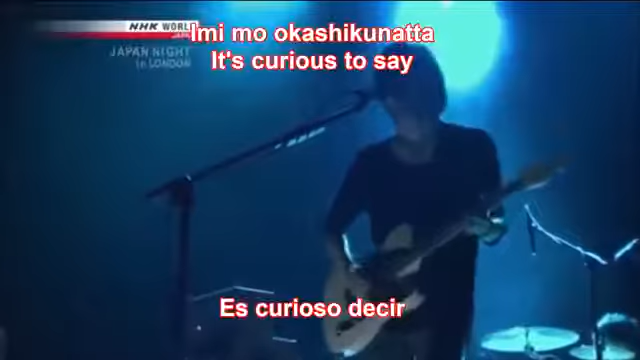 NHK WORLD
JAPAN NIGHT
in LONDON
Imi mo okashikunatta
It's curious to say
Es curioso decir